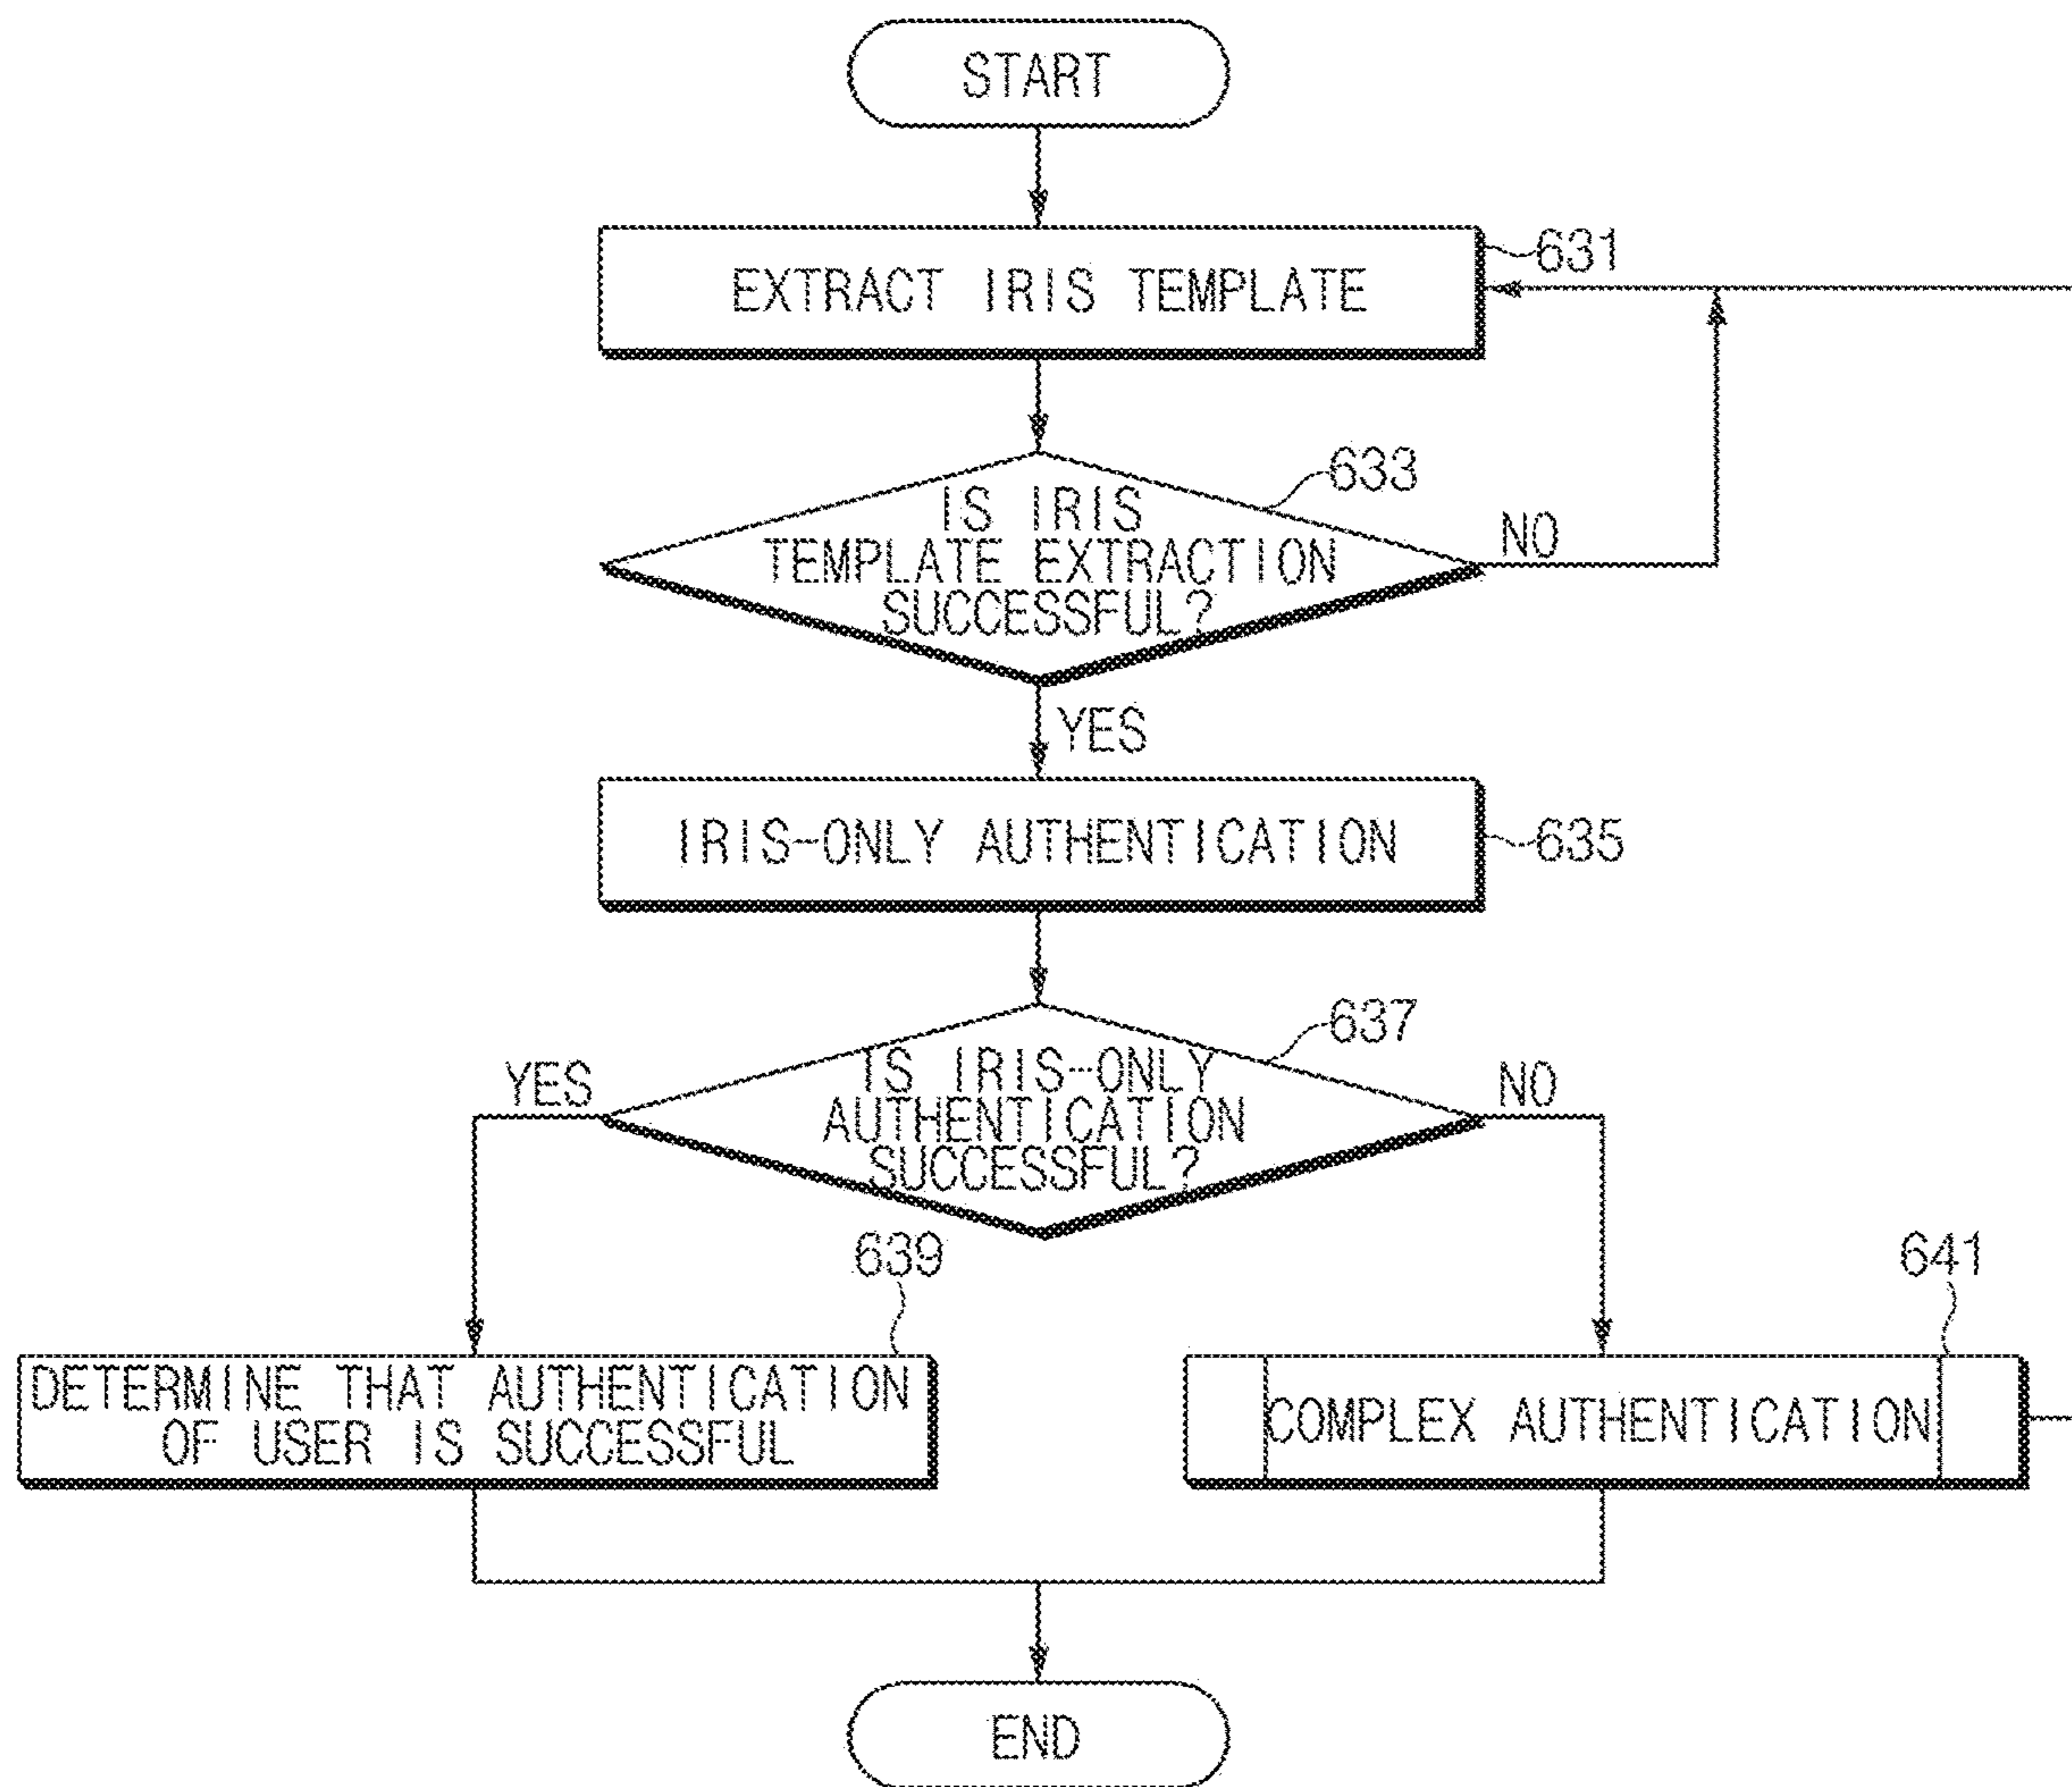 START
631
EXTRACT IRIS TEMPLATE
633
IS IRIS
TEMPLATE EXTRACTION
SUCCESSFUL?
NO
YES
IRIS-ONLY AUTHENTICATION
635
637
IS IRIS-ONLY
AUTHENTICATION
SUCCESSFUL?
YES
NO
639
641
DETERMINE THAT AUTHENTICATION
OF USER IS SUCCESSFUL
COMPLEX AUTHENTICATION
END